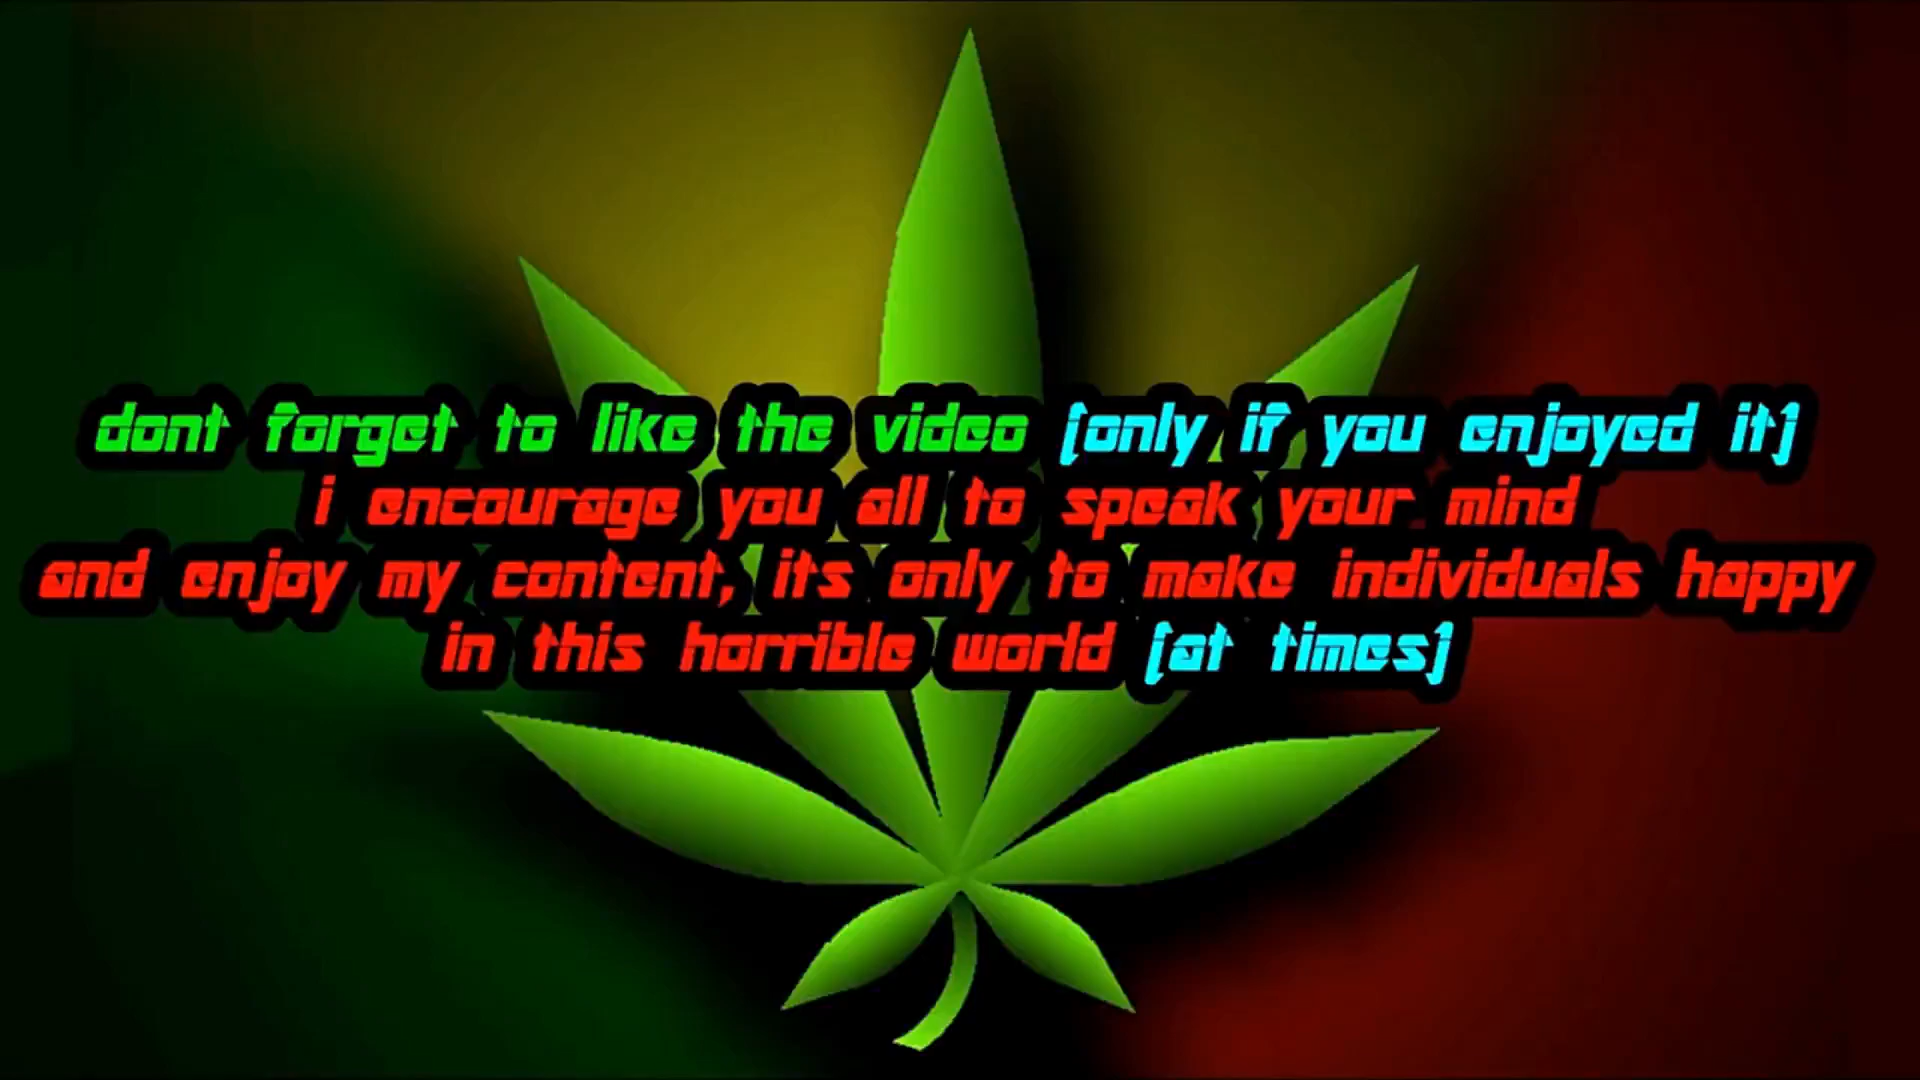 dont forget to like the video (only if you enjoyed it)
i encourage you all to speak your mind
and enjoy my content, its only to make individuals happy
in this horrible world (at times)